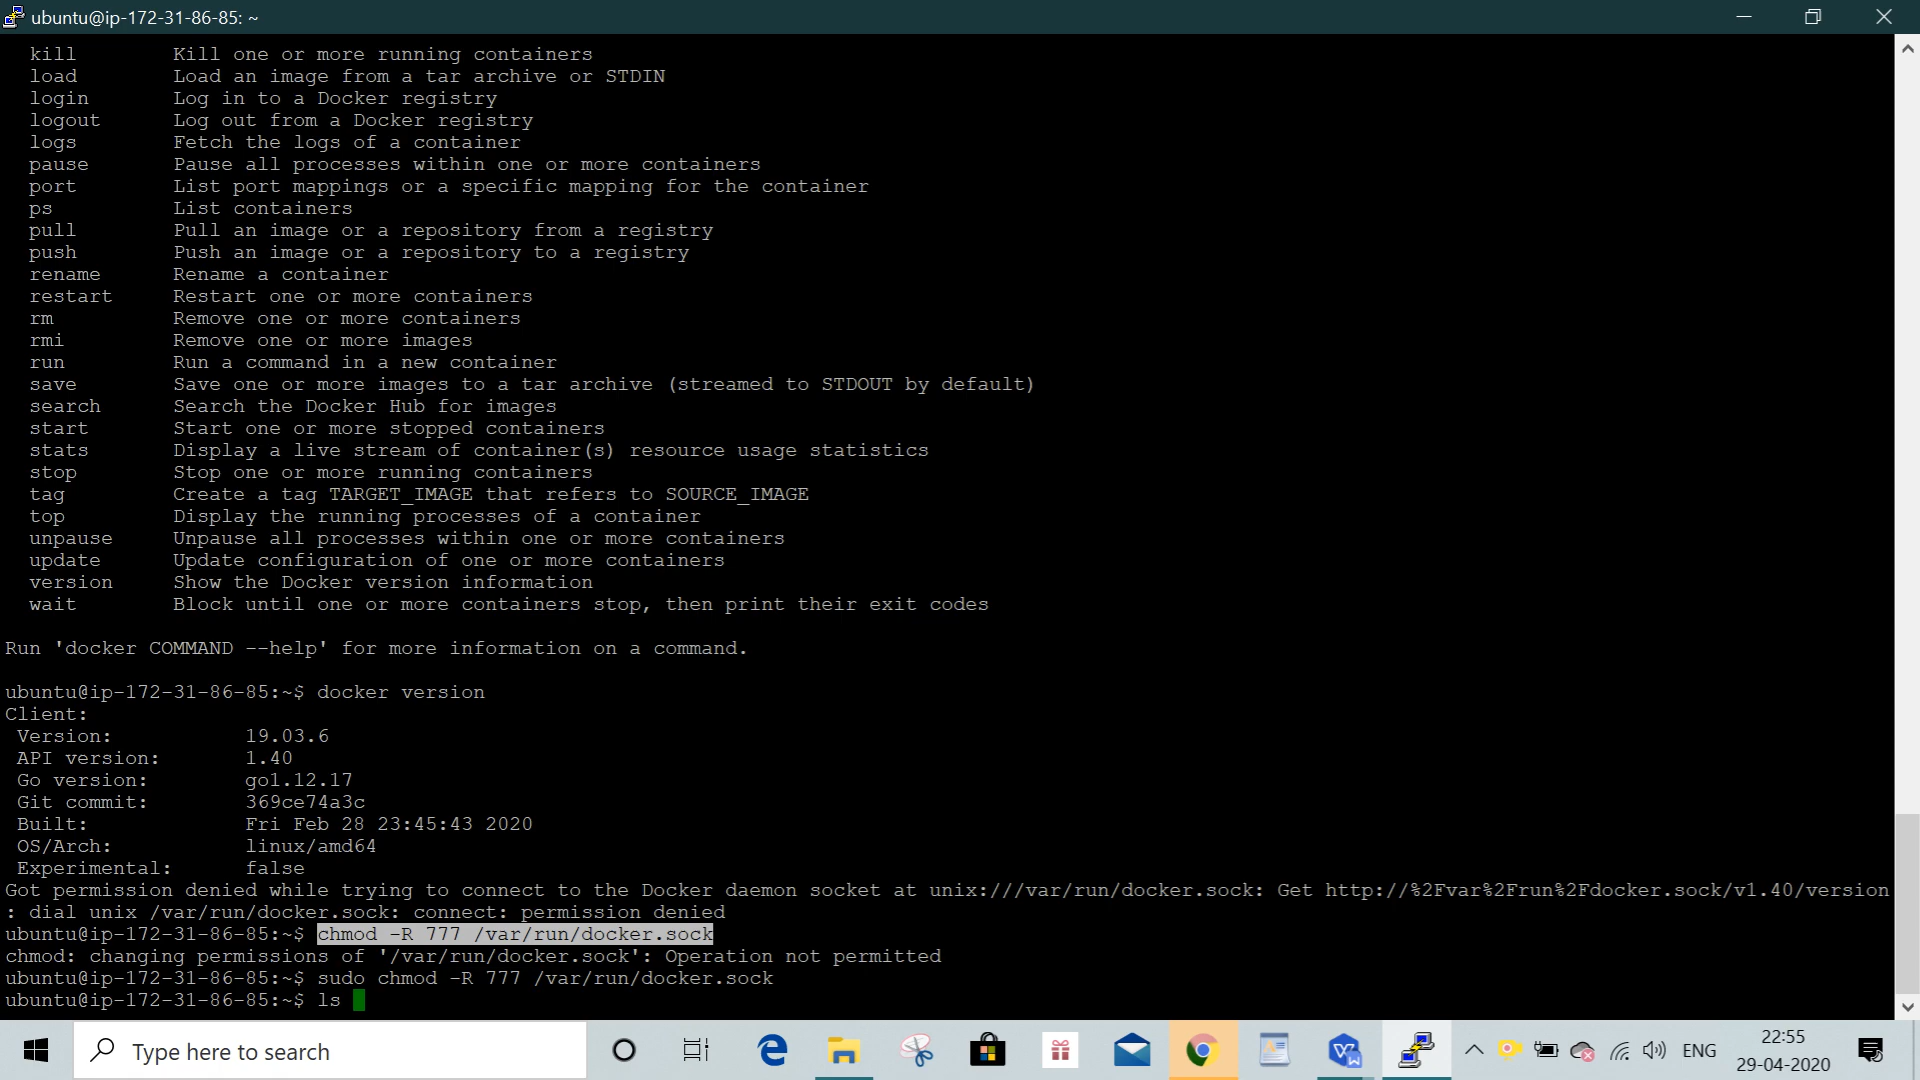 ubuntu@ip-172-31-86-85: ~
kill Kill one or more running containers
load Load an image from a tar archive or STDIN
login Log in to a Docker registry
logout Log out from a Docker registry
logs Fetch the logs of a container
pause Pause all processes within one or more containers
port List port mappings or a specific mapping for the container
ps List containers
pull Pull an image or a repository from a registry
push Push an image or a repository to a registry
rename Rename a container
restart Restart one or more containers
rm Remove one or more containers
rmi Remove one or more images
run Run a command in a new container
save Save one or more images to a tar archive (streamed to STDOUT by default)
search Search the Docker Hub for images
start Start one or more stopped containers
stats Display a live stream of container(s) resource usage statistics
stop Stop one or more running containers
tag Create a tag TARGET_IMAGE that refers to SOURCE_IMAGE
top Display the running processes of a container
unpause Unpause all processes within one or more containers
update Update configuration of one or more containers
version Show the Docker version information
wait Block until one or more containers stop, then print their exit codes
Run 'docker COMMAND --help' for more information on a command.
ubuntu@ip-172-31-86-85:~$ docker version
Client:
Version: 19.03.6
API version: 1.40
Go version: go1.12.17
Git commit: 369ce74a3c
Built: Fri Feb 28 23:45:43 2020
OS/Arch: linux/amd64
Experimental: false
Got permission denied while trying to connect to the Docker daemon socket at unix:///var/run/docker.sock: Get http://%2Fvar%2Frun%2Fdocker.sock/v1.40/version
: dial unix /var/run/docker.sock: connect: permission denied
ubuntu@ip-172-31-86-85:~$ chmod -R 777 /var/run/docker.sock
chmod: changing permissions of '/var/run/docker.sock': Operation not permitted
ubuntu@ip-172-31-86-85:~$ sudo chmod -R 777 /var/run/docker.sock
ubuntu@ip-172-31-86-85:~$ ls
Type here to search
ENG
22:55
29-04-2020